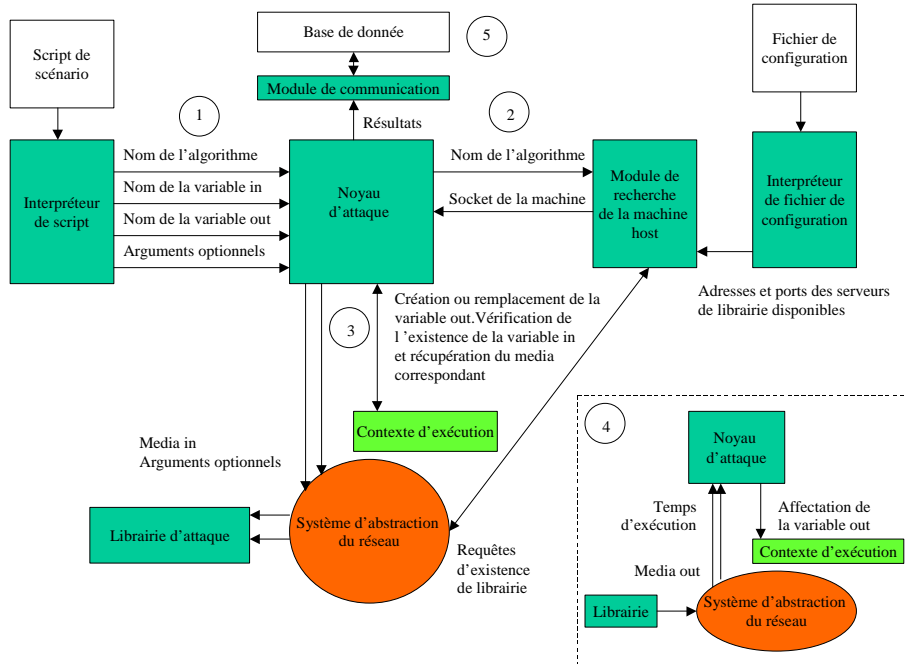 Script de
scénario
Base de donnée
5
Fichier de
configuration
Module de communication
1
Résultats
2
Interpréteur
de script
Nom de l'algorithme
Nom de la variable in
Nom de la variable out
Arguments optionnels
Noyau
d'attaque
Nom de l'algorithme
Socket de la machine
Module de
recherche
de la machine
host
Interpréteur
de fichier de
configuration
Adresses et ports des serveurs
de librairie disponibles
3
Création ou remplacement de la
variable out.Vérification de
l 'existence de la variable in
et récupération du media
correspondant
Contexte d'exécution
Media in
Arguments optionnels
Librairie d'attaque
Système d'abstraction
du réseau
Requêtes
d'existence
de librairie
4
Noyau
d'attaque
Temps
d'exécution
Affectation de
la variable out
Contexte d'exécution
Media out
Librairie
Système d'abstraction
du réseau